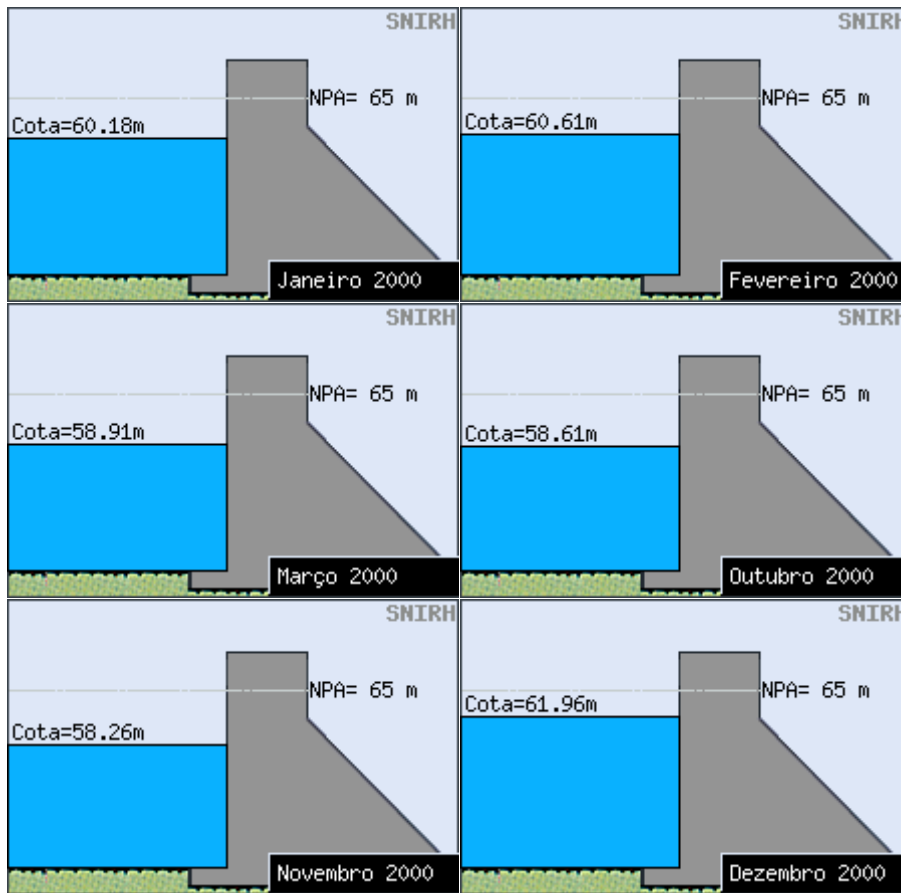 SNIRH
NPA= 65 m
Cota=60.18m
Janeiro 2000
SNIRH
NPA= 65 m
Cota=60.61m
Fevereiro 2000
SNIRH
NPA= 65 m
Cota=58.91m
Março 2000
SNIRH
NPA= 65 m
Cota=58.61m
Outubro 2000
SNIRH
NPA= 65 m
Cota=58.26m
Novembro 2000
SNIRH
NPA= 65 m
Cota=61.96m
Dezembro 2000